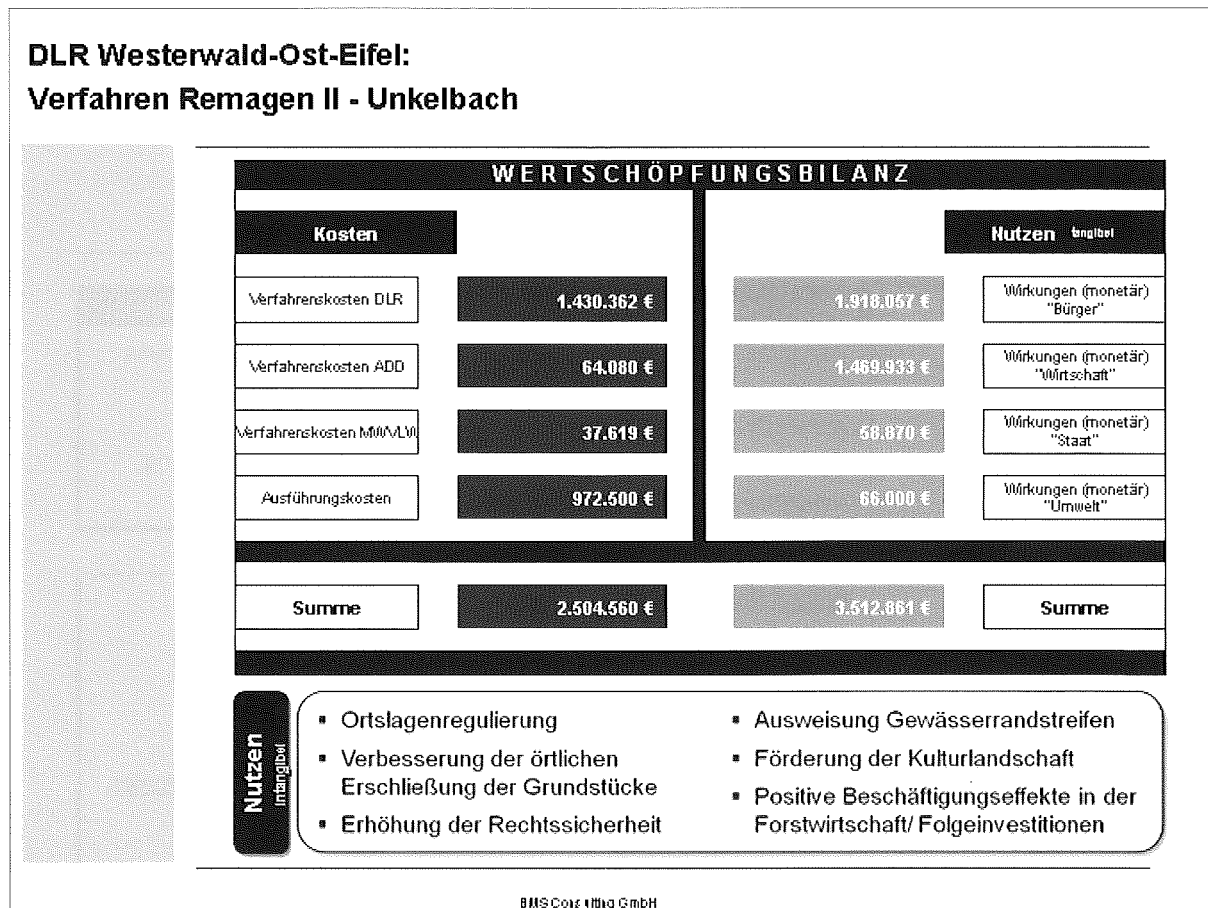 DLR Westerwald-Ost-Eifel:
Verfahren Remagen II - Unkelbach
WERTSCHÖPFUNGSBILANZ
Kosten
Nutzen tangibel
Verfahrenskosten DLR 1.430.362 € 1.918.057 € Wirkungen (monetär)
"Bürger"
Verfahrenskosten ADD 64.080 € 1.469.933 € Wirkungen (monetär)
"Wirtschaft"
Verfahrenskosten MWVLW 37.619 € 58.870 € Wirkungen (monetär)
"Staat"
Ausführungskosten 972.500 € 66.000 € Wirkungen (monetär)
"Umwelt"
Summe 2.504.560 € 3.512.861 € Summe
Nutzen
Intangibel
▪ Ortslagenregulierung
▪ Verbesserung der örtlichen
Erschließung der Grundstücke
▪ Erhöhung der Rechtssicherheit
▪ Ausweisung Gewässerrandstreifen
▪ Förderung der Kulturlandschaft
▪ Positive Beschäftigungseffekte in der
Forstwirtschaft/ Folgeinvestitionen
BMS Consulting GmbH